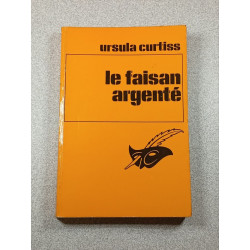 ursula curtiss
le faisan
argenté